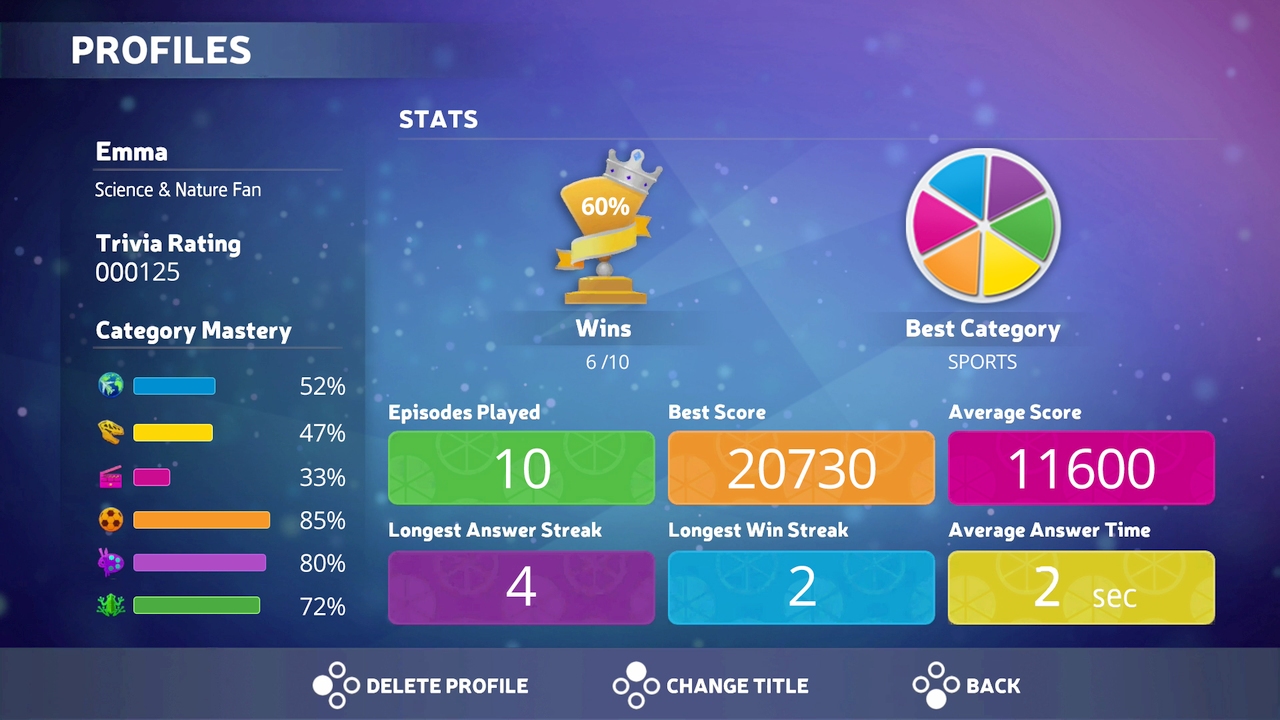 PROFILES
Emma
Science & Nature Fan
Trivia Rating
000125
Category Mastery
52%
47%
33%
85%
80%
72%
STATS
60%
Wins
6 /10
Best Category
SPORTS
Episodes Played
10
Best Score
20730
Average Score
11600
Longest Answer Streak
4
Longest Win Streak
2
Average Answer Time
2 sec
DELETE PROFILE
CHANGE TITLE
BACK